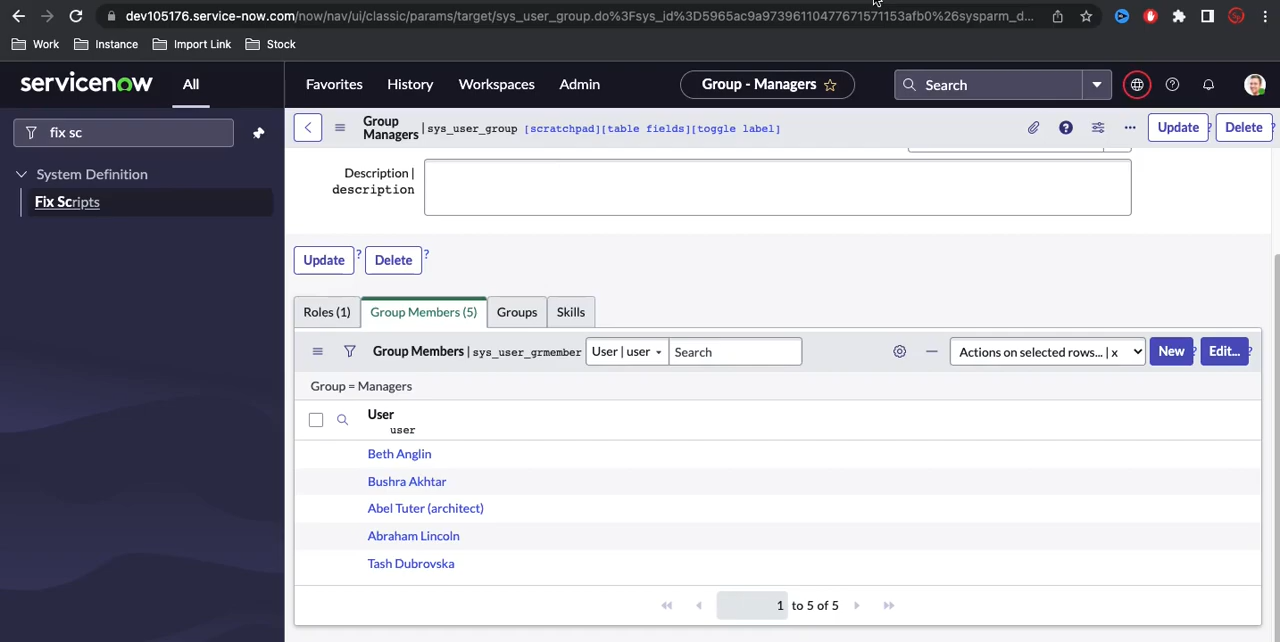 dev105176.service-now.com/now/nav/ui/classic/params/target/sys_user_group.do%3Fsys_id%3D5965ac9a97396110477671571153afb0%26sysparm_d...
Work Instance Import Link Stock
servicenow All Favorites History Workspaces Admin Group - Managers Search
fix sc
System Definition
Fix Scripts
Group
Managers | sys_user_group [scratchpad][table fields][toggle label] ... Update ? Delete ?
Description |
description
Update ? Delete ?
Roles (1) Group Members (5) Groups Skills
Group Members | sys_user_grmember User | user Search Actions on selected rows... | x New ? Edit... ?
Group = Managers
User
user
Beth Anglin
Bushra Akhtar
Abel Tuter (architect)
Abraham Lincoln
Tash Dubrovska
1 to 5 of 5